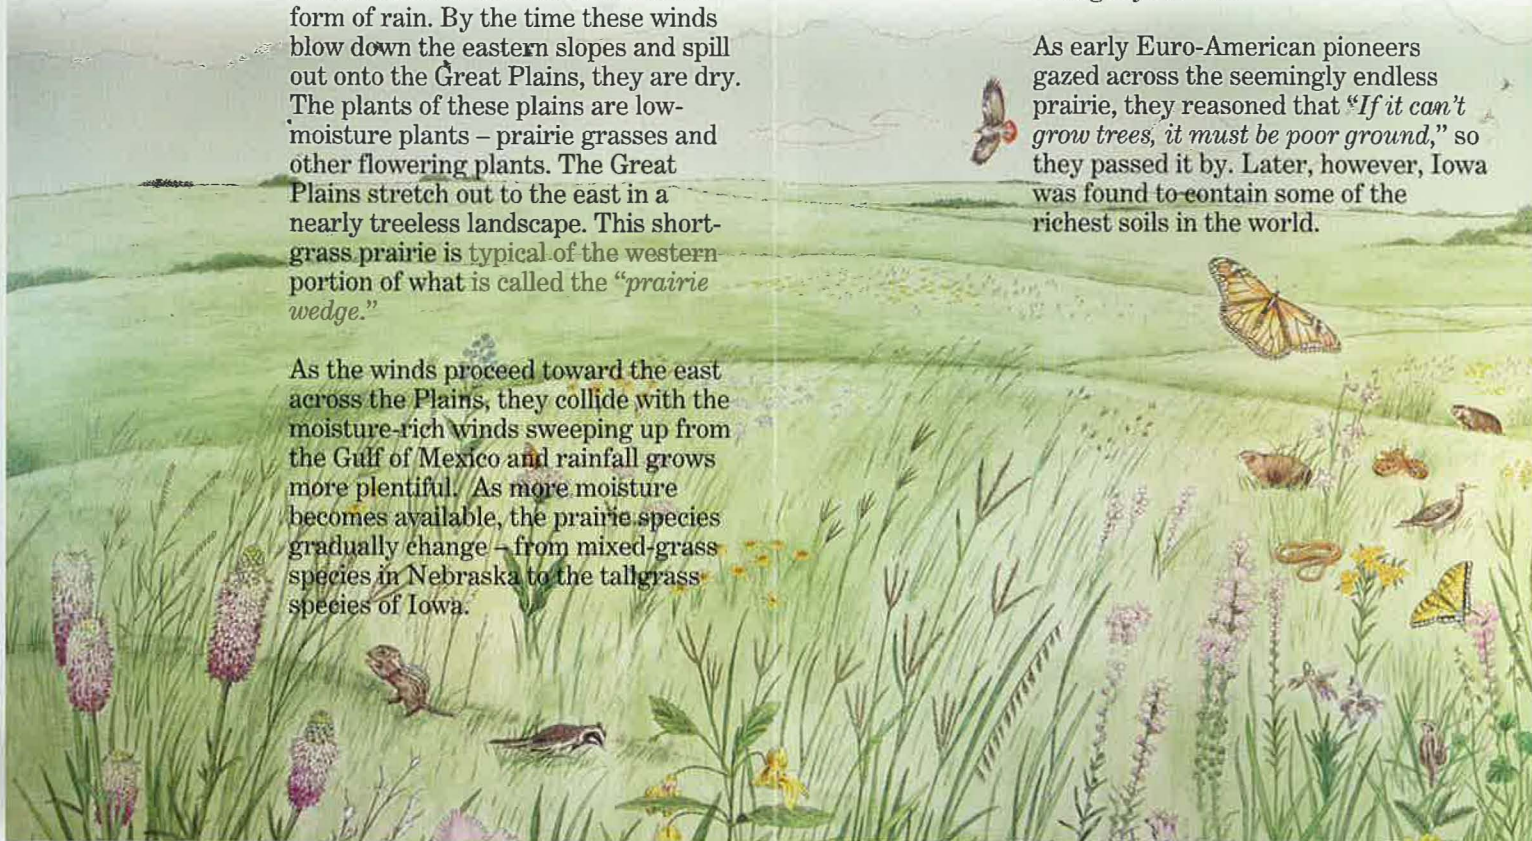 form of rain. By the time these winds
blow down the eastern slopes and spill
out onto the Great Plains, they are dry.
The plants of these plains are low-
moisture plants – prairie grasses and
other flowering plants. The Great
Plains stretch out to the east in a
nearly treeless landscape. This short-
grass prairie is typical of the western
portion of what is called the “prairie
wedge.”
As the winds proceed toward the east
across the Plains, they collide with the
moisture-rich winds sweeping up from
the Gulf of Mexico and rainfall grows
more plentiful. As more moisture
becomes available, the prairie species
gradually change – from mixed-grass
species in Nebraska to the tallgrass
species of Iowa.
As early Euro-American pioneers
gazed across the seemingly endless
prairie, they reasoned that “If it can't
grow trees, it must be poor ground,” so
they passed it by. Later, however, Iowa
was found to contain some of the
richest soils in the world.